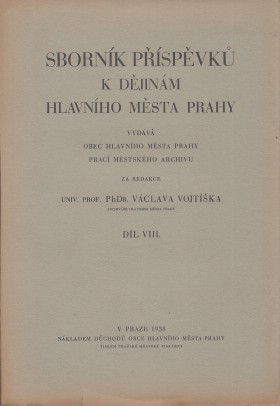 SBORNÍK PŘÍSPĚVKŮ
K DĚJINÁM
HLAVNÍHO MĚSTA PRAHY
VYDÁVÁ
OBEC HLAVNÍHO MĚSTA PRAHY
PRACÍ MĚSTSKÉHO ARCHIVU
ZA REDAKCE
UNIV. PROF. PhDr. VÁCLAVA VOJTÍŠKA
DÍL VIII.
V PRAZE 1938
NÁKLADEM DŮCHODŮ OBCE HLAVNÍHO MĚSTA PRAHY